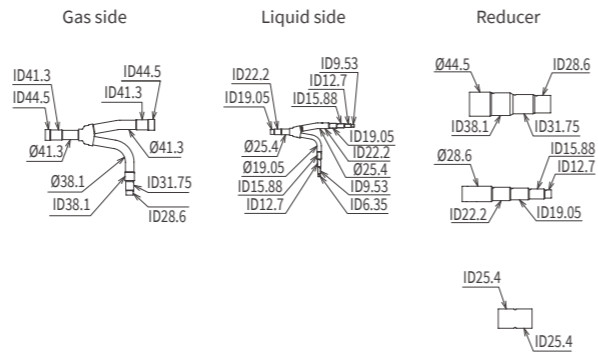 Gas side
Liquid side
Reducer
ID41.3
ID44.5
ID44.5
ID41.3
Ø41.3
Ø41.3
Ø38.1
ID38.1
ID31.75
ID28.6
ID9.53
ID12.7
ID15.88
ID22.2
ID19.05
ID19.05
ID22.2
Ø25.4
Ø25.4
Ø19.05
ID15.88
ID12.7
ID9.53
ID6.35
Ø44.5
ID28.6
ID38.1
ID31.75
Ø28.6
ID15.88
ID12.7
ID22.2
ID19.05
ID25.4
ID25.4